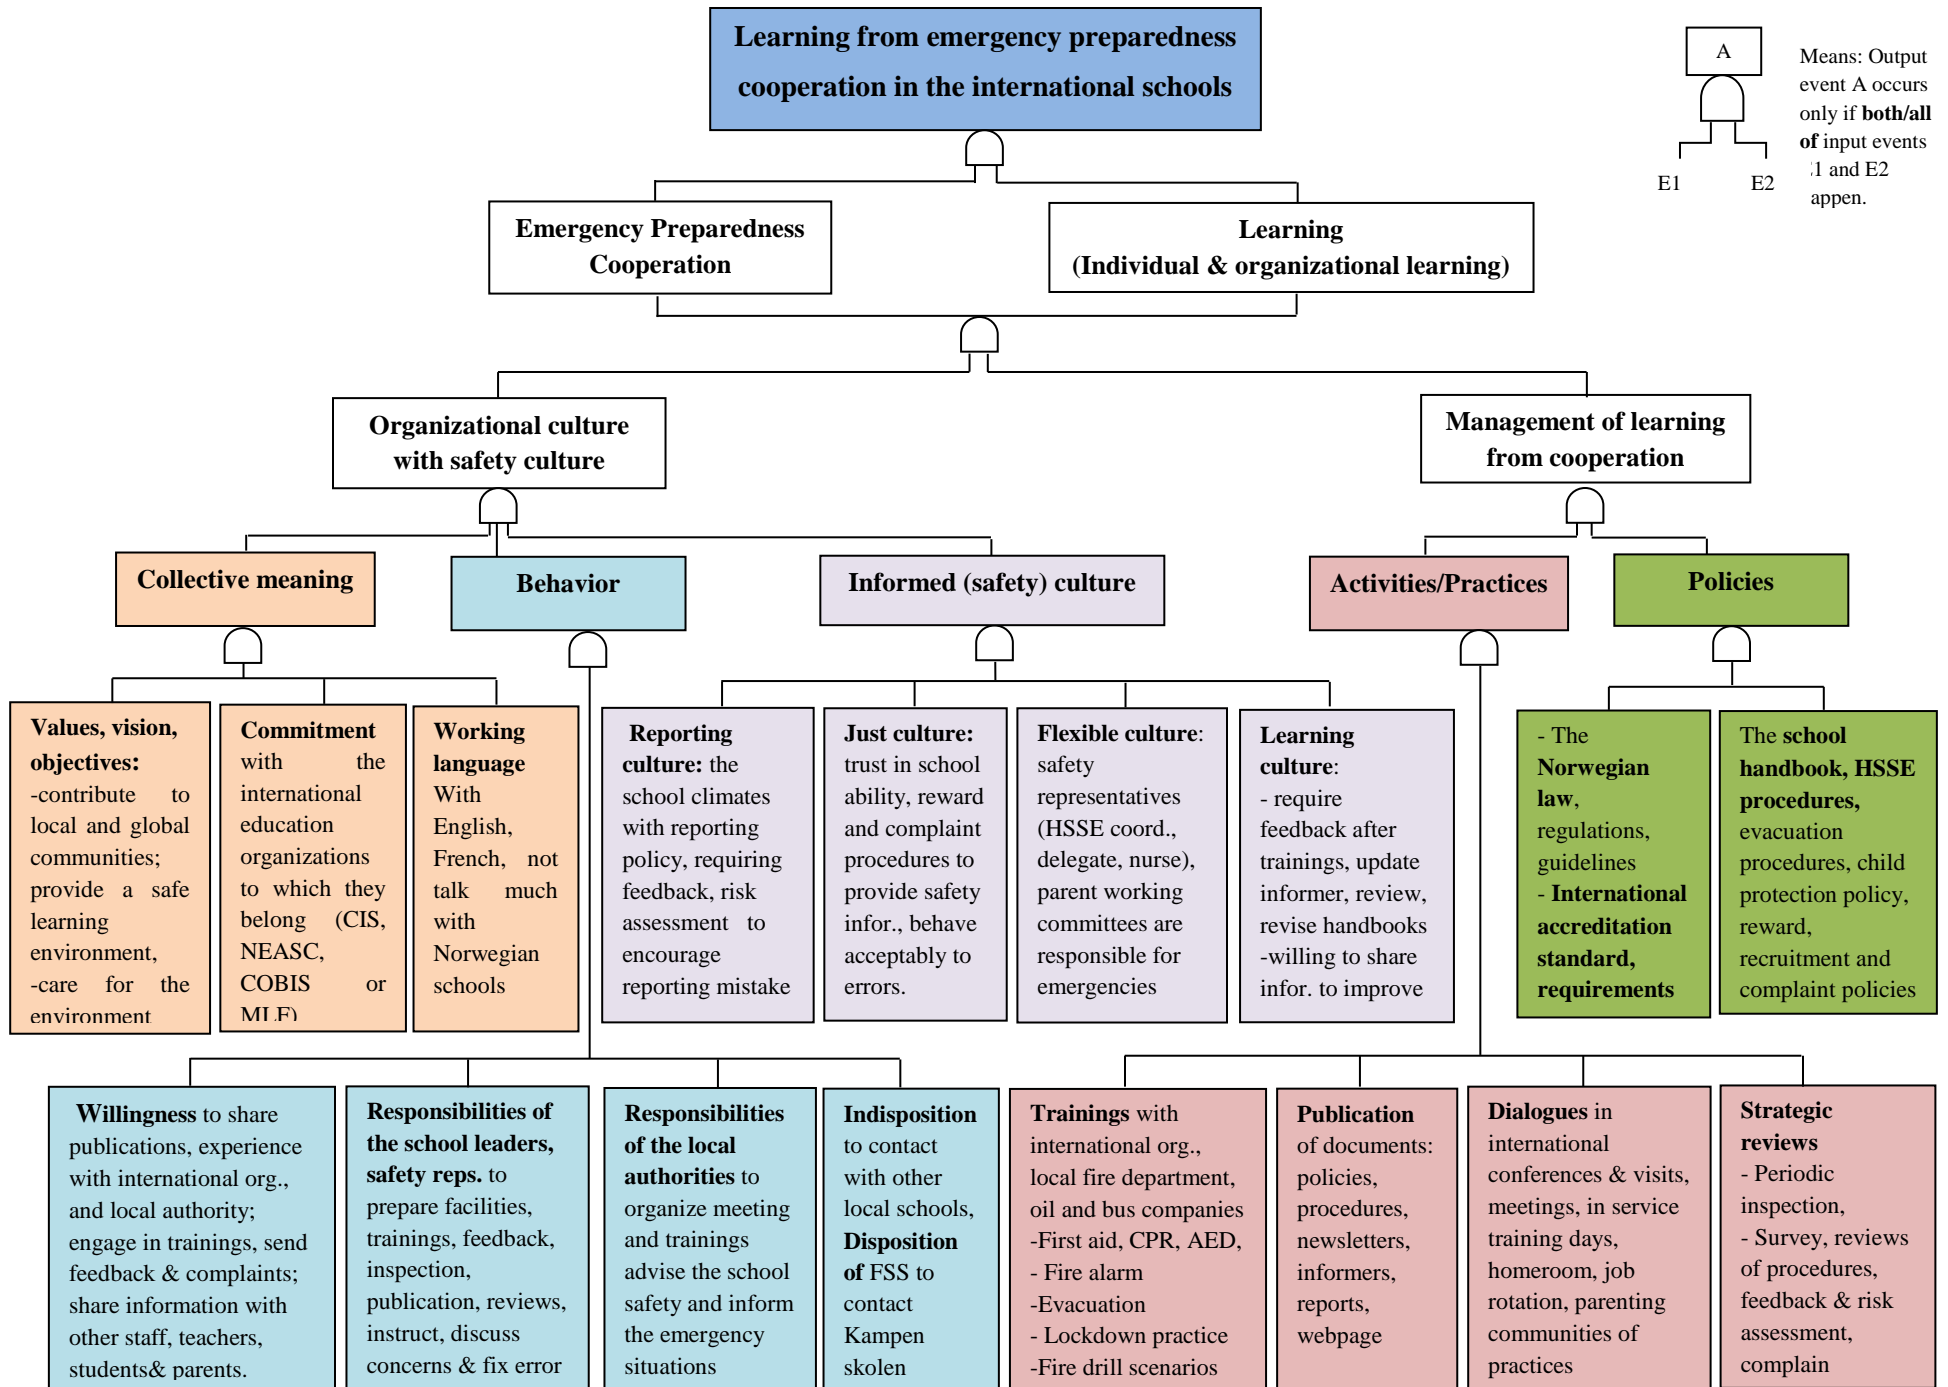 Learning from emergency preparedness
cooperation in the international schools
A
Means: Output
event A occurs
only if both/all
of input events
:1 and E2
appen.
E1
E2
Emergency Preparedness
Cooperation
Learning
(Individual & organizational learning)
Organizational culture
with safety culture
Management of learning
from cooperation
Collective meaning
Behavior
Informed (safety) culture
Activities/Practices
Policies
Values, vision,
objectives:
-contribute to
local and global
communities;
provide a safe
learning
environment,
-care for the
environment
Commitment
with the
international
education
organizations
to which they
belong (CIS,
NEASC,
COBIS or
MLF)
Working
language
With
English,
French, not
talk much
with
Norwegian
schools
Reporting
culture: the
school climates
with reporting
policy, requiring
feedback, risk
assessment to
encourage
reporting mistake
Just culture:
trust in school
ability, reward
and complaint
procedures to
provide safety
infor., behave
acceptably to
errors.
Flexible culture:
safety
representatives
(HSSE coord.,
delegate, nurse),
parent working
committees are
responsible for
emergencies
Learning
culture:
- require
feedback after
trainings, update
informer, review,
revise handbooks
-willing to share
infor. to improve
- The
Norwegian
law,
regulations,
guidelines
- International
accreditation
standard,
requirements
The school
handbook, HSSE
procedures,
evacuation
procedures, child
protection policy,
reward,
recruitment and
complaint policies
Willingness to share
publications, experience
with international org.,
and local authority;
engage in trainings, send
feedback & complaints;
share information with
other staff, teachers,
students& parents.
Responsibilities of
the school leaders,
safety reps. to
prepare facilities,
trainings, feedback,
inspection,
publication, reviews,
instruct, discuss
concerns & fix error
Responsibilities
of the local
authorities to
organize meeting
and trainings
advise the school
safety and inform
the emergency
situations
Indisposition
to contact
with other
local schools,
Disposition
of FSS to
contact
Kampen
skolen
Trainings with
international org.,
local fire department,
oil and bus companies
-First aid, CPR, AED,
- Fire alarm
-Evacuation
- Lockdown practice
-Fire drill scenarios
Publication
of documents:
policies,
procedures,
newsletters,
informers,
reports,
webpage
Dialogues in
international
conferences & visits,
meetings, in service
training days,
homeroom, job
rotation, parenting
communities of
practices
Strategic
reviews
- Periodic
inspection,
- Survey, reviews
of procedures,
feedback & risk
assessment,
complain